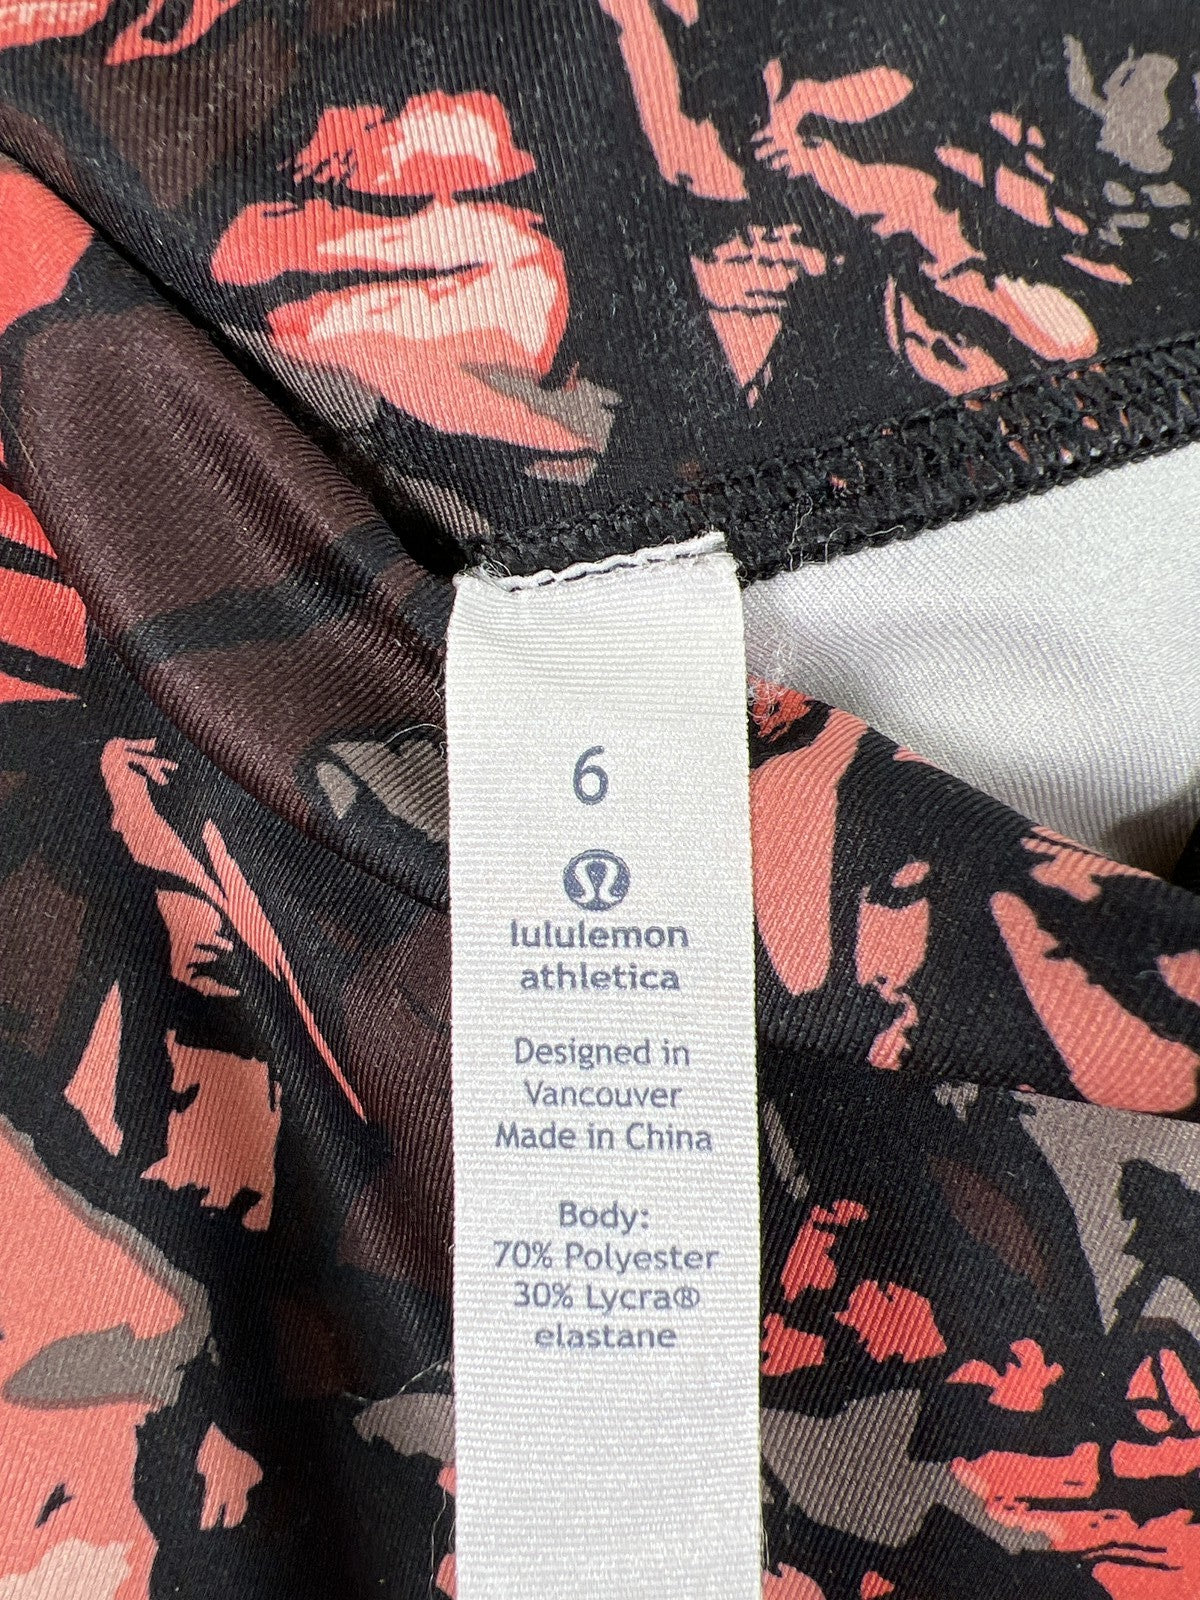 6
lululemon
athletica
Designed in
Vancouver
Made in China
Body:
70% Polyester
30% Lycra®
elastane